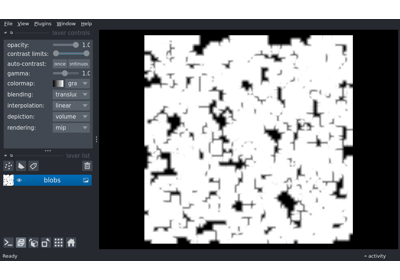 File View Plugins Window Help
layer controls
opacity: 1.0
contrast limits:
auto-contrast: once
gamma: 1.0
colormap: gra
blending: translu
interpolation: linear
depiction: volume
rendering: mip
layer list
blobs
Ready activity